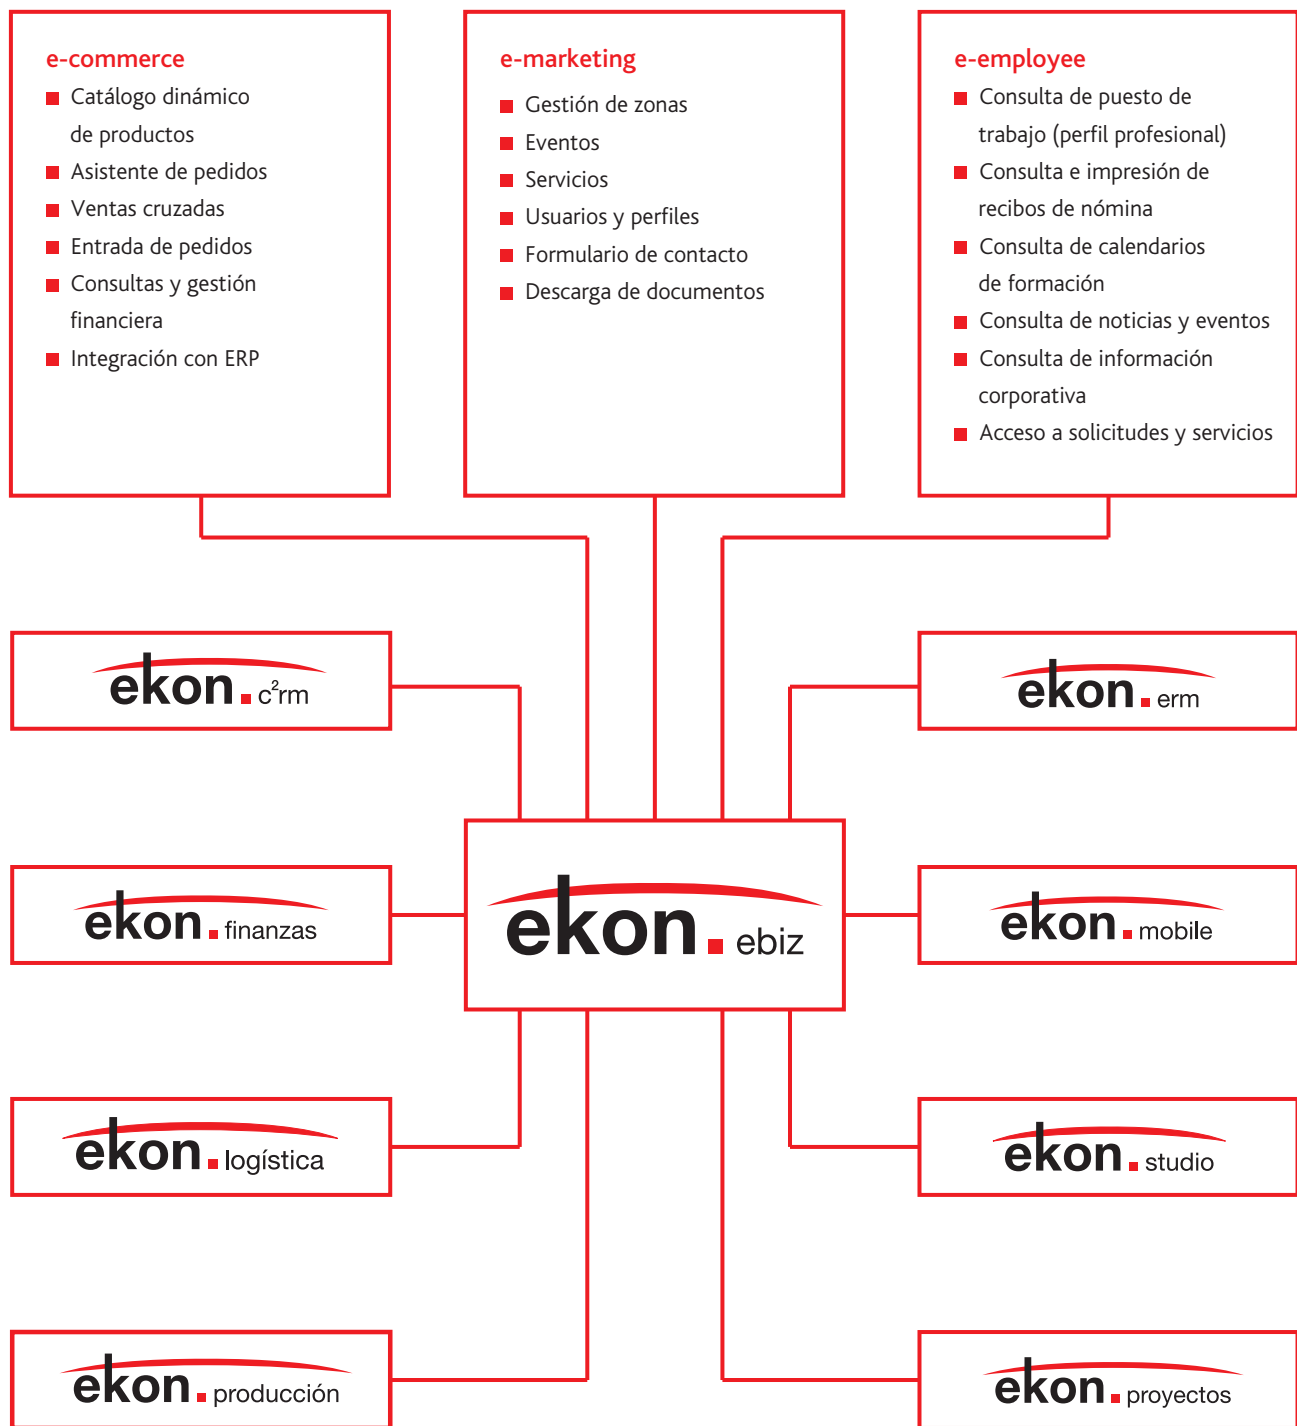 e-commerce
Catálogo dinámico
de productos
Asistente de pedidos
Ventas cruzadas
Entrada de pedidos
Consultas y gestión
financiera
Integración con ERP
e-marketing
Gestión de zonas
Eventos
Servicios
Usuarios y perfiles
Formulario de contacto
Descarga de documentos
e-employee
Consulta de puesto de
trabajo (perfil profesional)
Consulta e impresión de
recibos de nómina
Consulta de calendarios
de formación
Consulta de noticias y eventos
Consulta de información
corporativa
Acceso a solicitudes y servicios
ekon.c²rm
ekon.erm
ekon.finanzas
ekon.ebiz
ekon.mobile
ekon.logística
ekon.studio
ekon.producción
ekon.proyectos